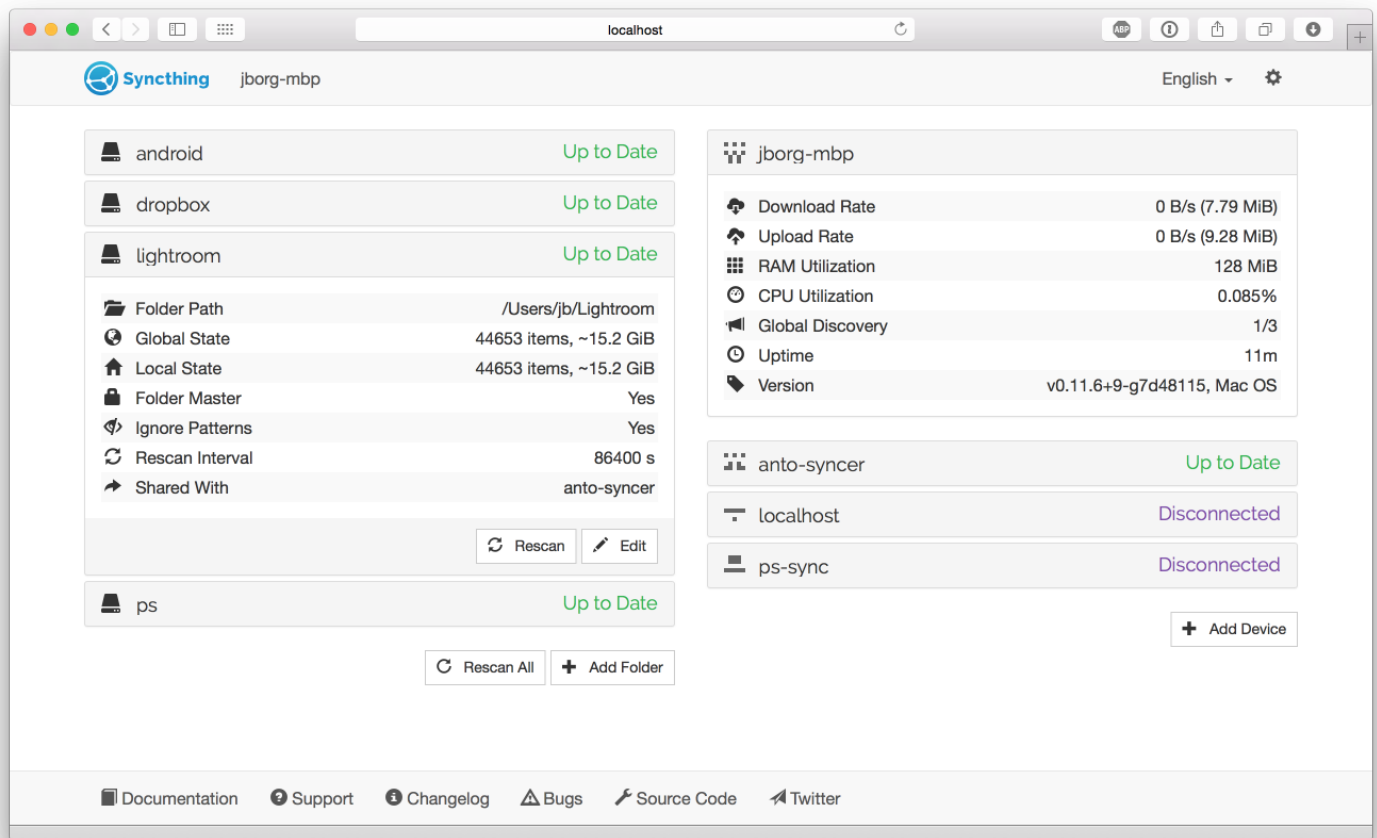 localhost
ABP
Syncthing jborg-mbp English
android Up to Date
dropbox Up to Date
lightroom Up to Date
Folder Path /Users/jb/Lightroom
Global State 44653 items, ~15.2 GiB
Local State 44653 items, ~15.2 GiB
Folder Master Yes
Ignore Patterns Yes
Rescan Interval 86400 s
Shared With anto-syncer
Rescan Edit
ps Up to Date
Rescan All Add Folder
jborg-mbp
Download Rate 0 B/s (7.79 MiB)
Upload Rate 0 B/s (9.28 MiB)
RAM Utilization 128 MiB
CPU Utilization 0.085%
Global Discovery 1/3
Uptime 11m
Version v0.11.6+9-g7d48115, Mac OS
anto-syncer Up to Date
localhost Disconnected
ps-sync Disconnected
Add Device
Documentation Support Changelog Bugs Source Code Twitter